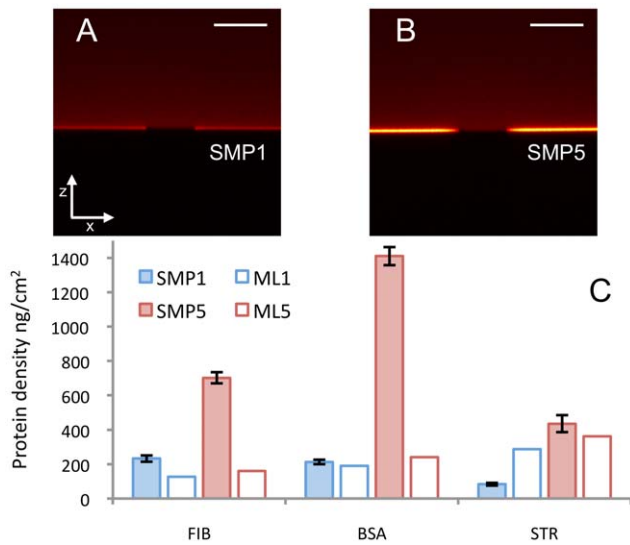 A
B
SMP1
SMP5
z
x
C
Protein density ng/cm²
1400
1200
1000
800
600
400
200
0
SMP1 ML1
SMP5 ML5
FIB BSA STR